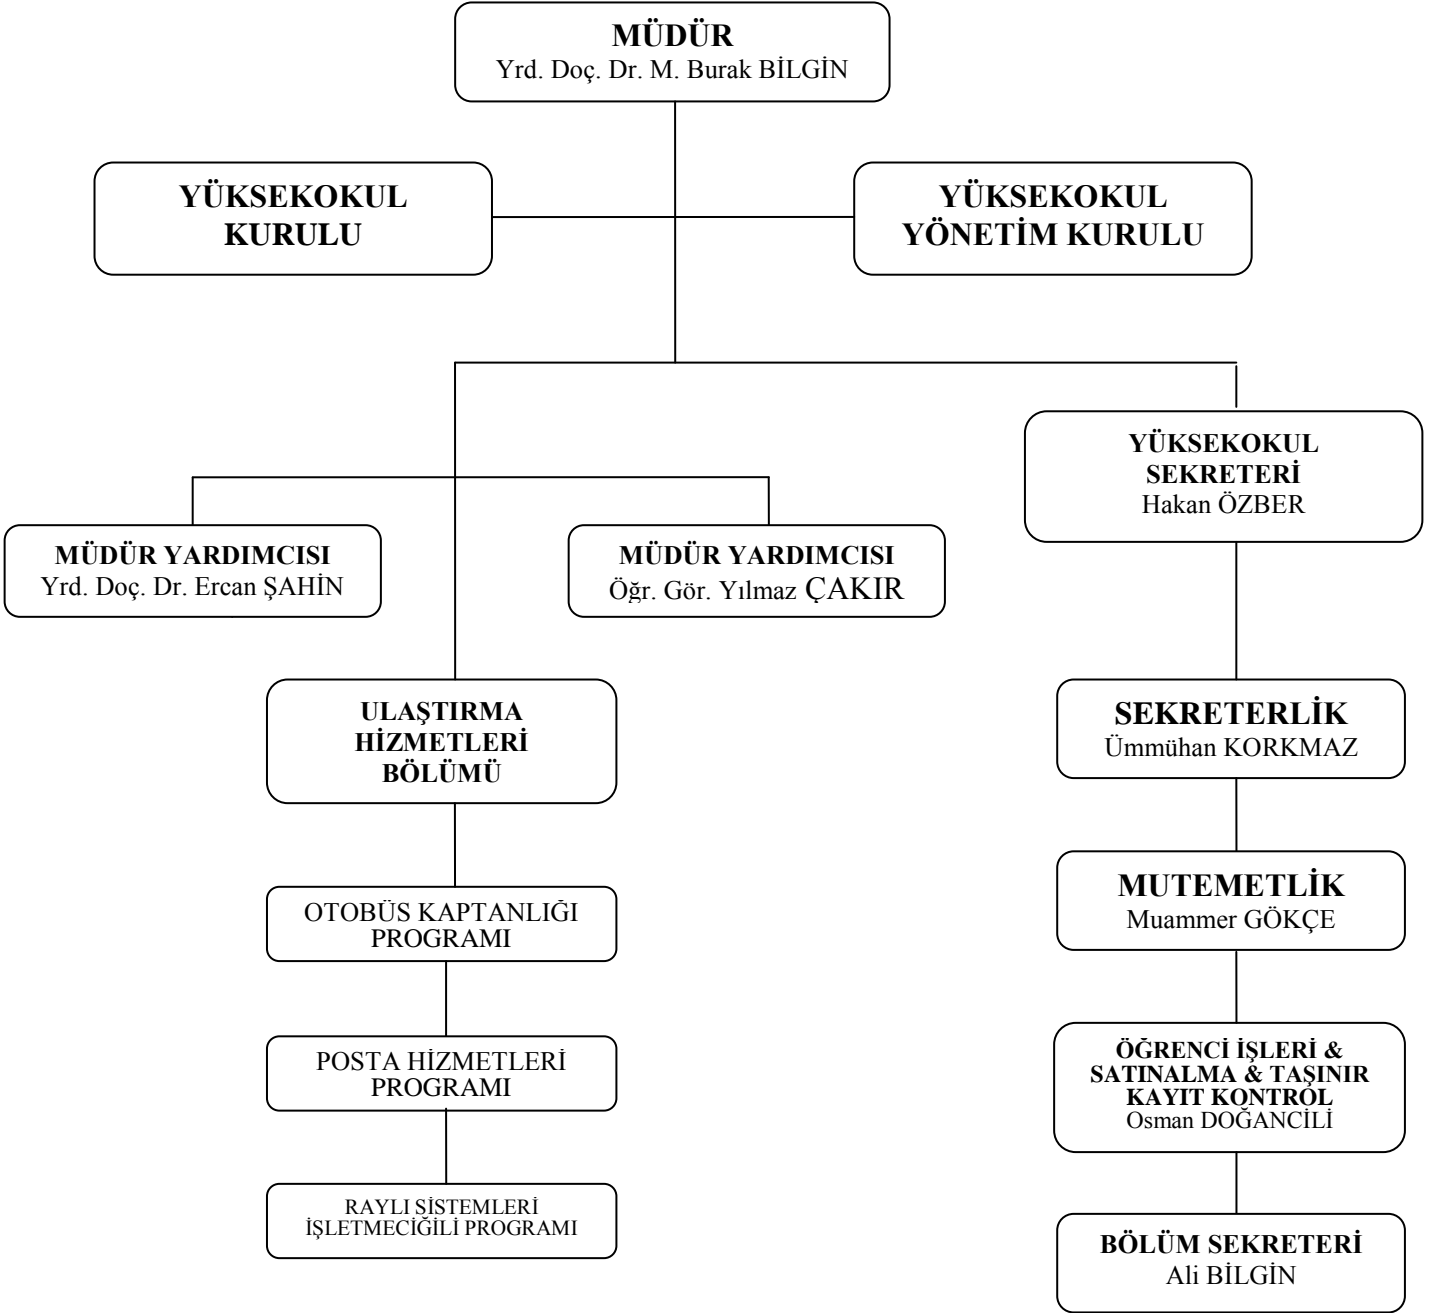 MÜDÜR
Yrd. Doç. Dr. M. Burak BİLGİN
YÜKSEKOKUL
KURULU
YÜKSEKOKUL
YÖNETİM KURULU
YÜKSEKOKUL
SEKRETERİ
Hakan ÖZBER
MÜDÜR YARDIMCISI
Yrd. Doç. Dr. Ercan ŞAHİN
MÜDÜR YARDIMCISI
Öğr. Gör. Yılmaz ÇAKIR
ULAŞTIRMA
HİZMETLERİ
BÖLÜMÜ
SEKRETERLİK
Ümmühan KORKMAZ
OTOBÜS KAPTANLIĞI
PROGRAMI
MUTEMETLİK
Muammer GÖKÇE
POSTA HİZMETLERİ
PROGRAMI
ÖĞRENCİ İŞLERİ &
SATINALMA & TAŞINIR
KAYIT KONTROL
Osman DOĞANCİLİ
RAYLI SİSTEMLERİ
İŞLETMECİĞİLİ PROGRAMI
BÖLÜM SEKRETERİ
Ali BİLGİN